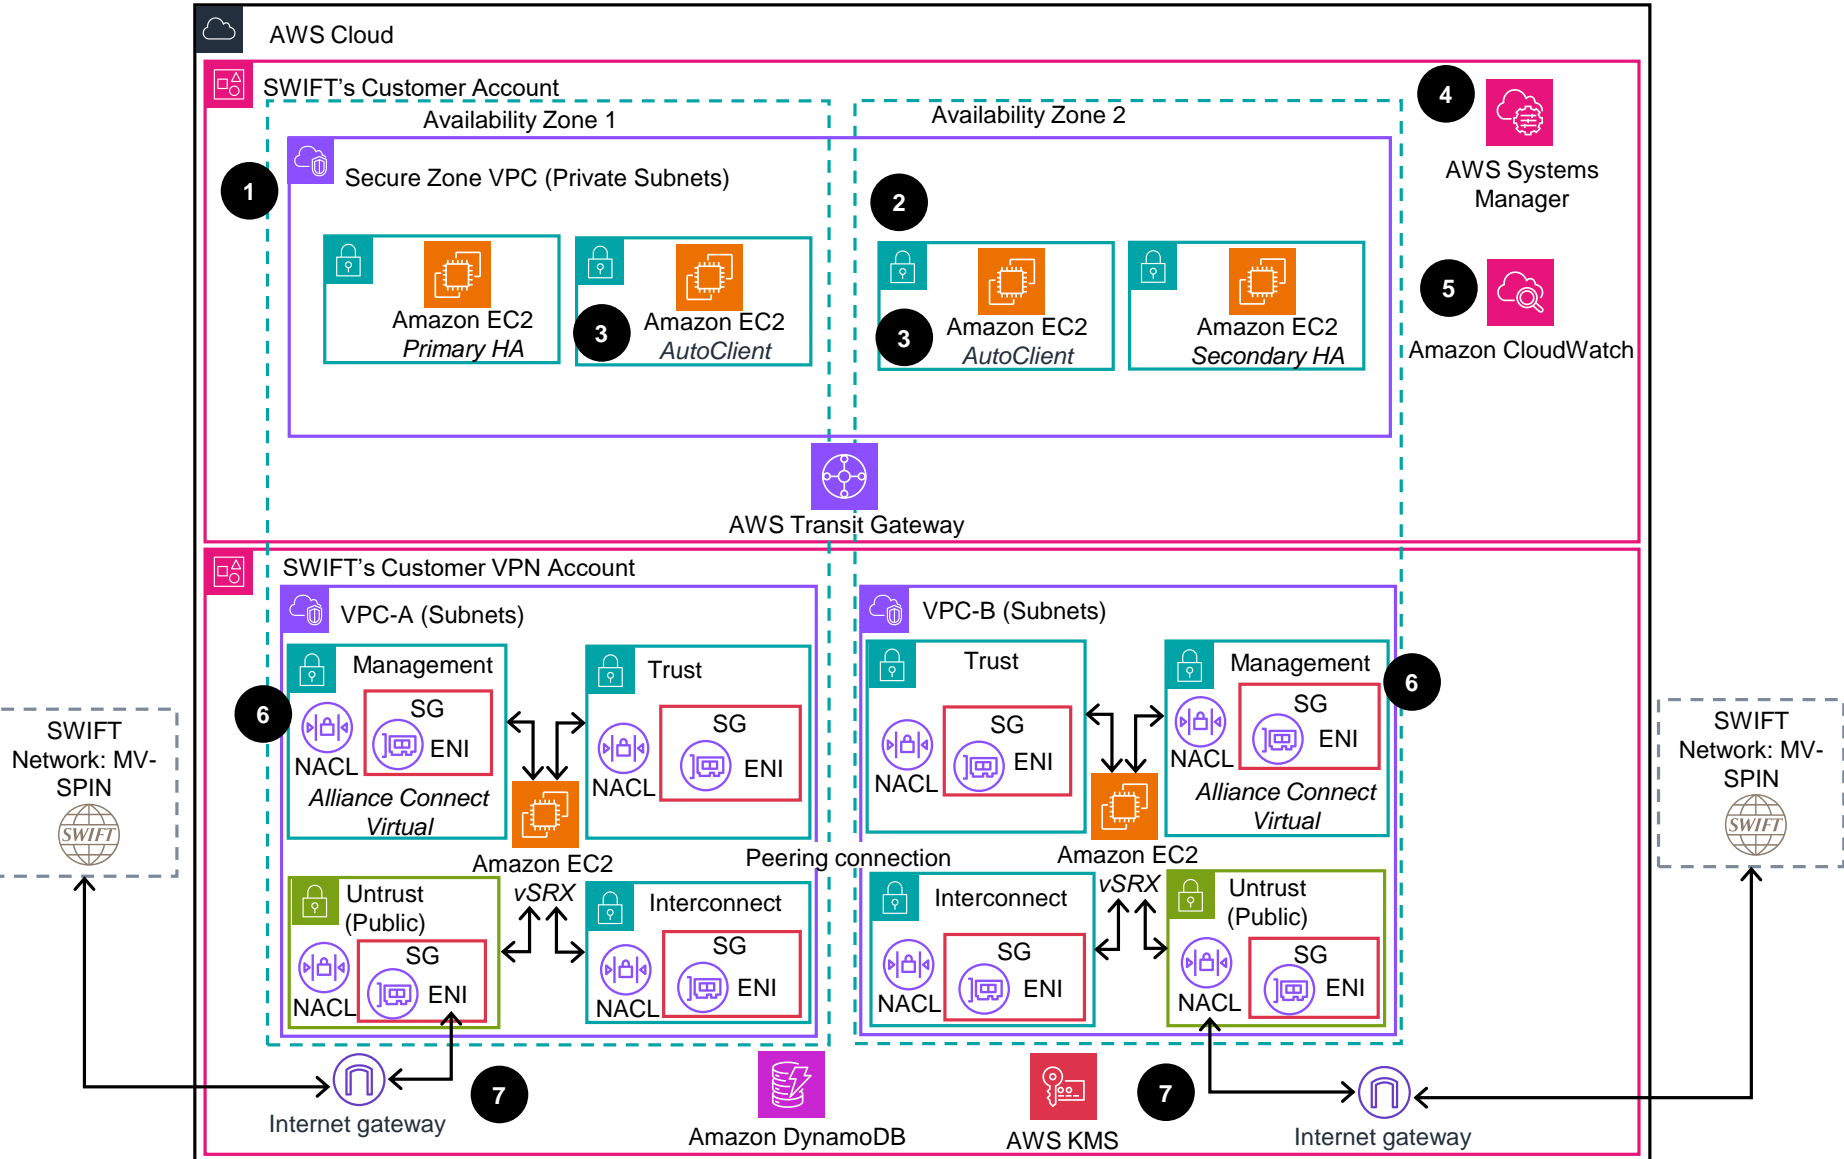 AWS Cloud
SWIFT's Customer Account
Availability Zone 1
Availability Zone 2
4
AWS Systems
Manager
1
Secure Zone VPC (Private Subnets)
2
Amazon EC2
Primary HA
3
Amazon EC2
AutoClient
3
Amazon EC2
AutoClient
Amazon EC2
Secondary HA
5
Amazon CloudWatch
AWS Transit Gateway
SWIFT's Customer VPN Account
VPC-A (Subnets)
Management
6
SG
ENI
NACL
Alliance Connect
Virtual
Trust
SG
ENI
NACL
Amazon EC2
vSRX
Untrust
(Public)
SG
ENI
NACL
Interconnect
SG
ENI
NACL
Peering connection
VPC-B (Subnets)
Trust
SG
ENI
NACL
Management
6
SG
ENI
NACL
Alliance Connect
Virtual
Amazon EC2
vSRX
Interconnect
SG
ENI
NACL
Untrust
(Public)
SG
ENI
NACL
SWIFT
Network: MV-
SPIN
SWIFT
SWIFT
Network: MV-
SPIN
SWIFT
Internet gateway
7
Amazon DynamoDB
AWS KMS
7
Internet gateway